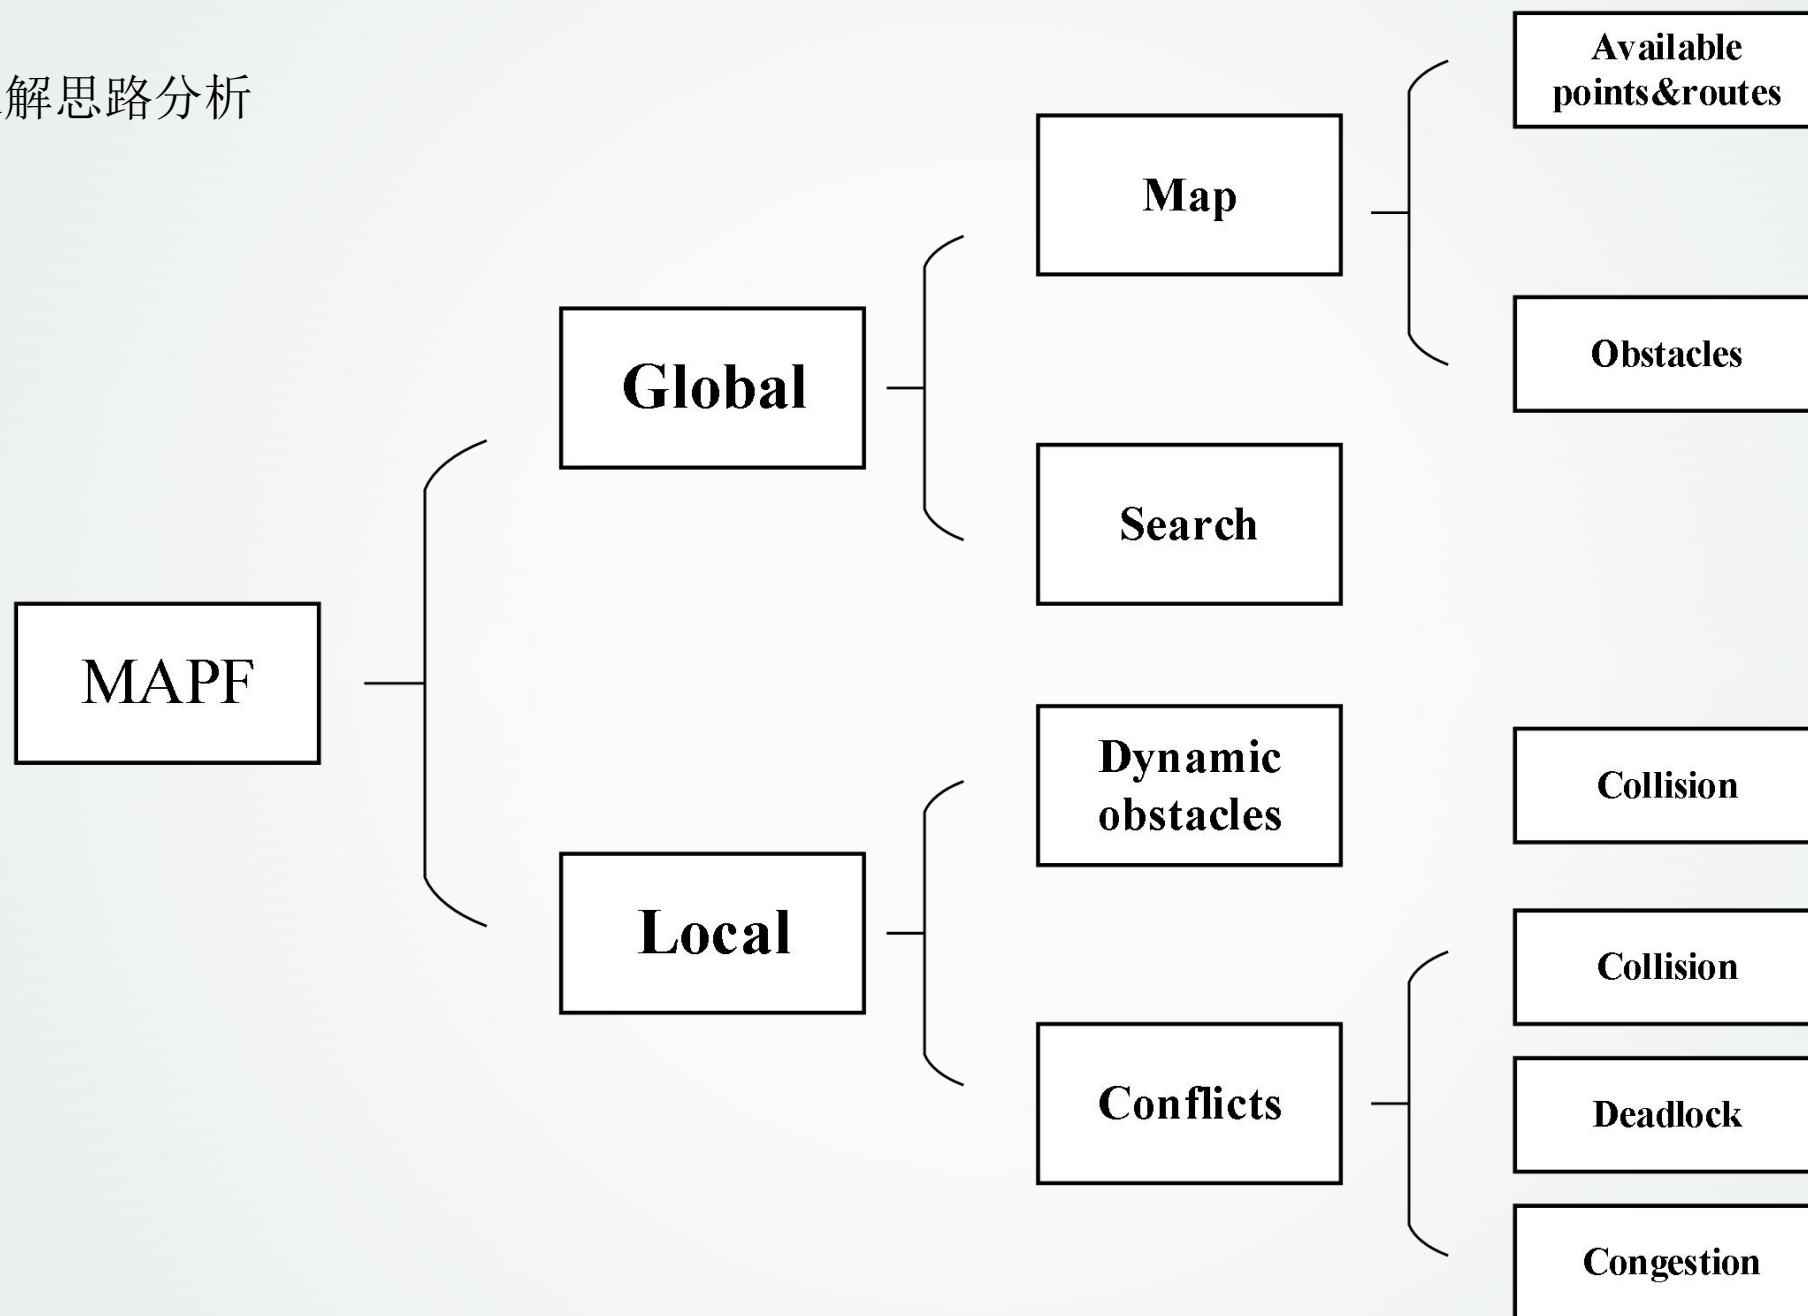 解思路分析
Available
points&routes
Map
Obstacles
Global
Search
MAPF
Dynamic
obstacles
Collision
Local
Collision
Conflicts
Deadlock
Congestion